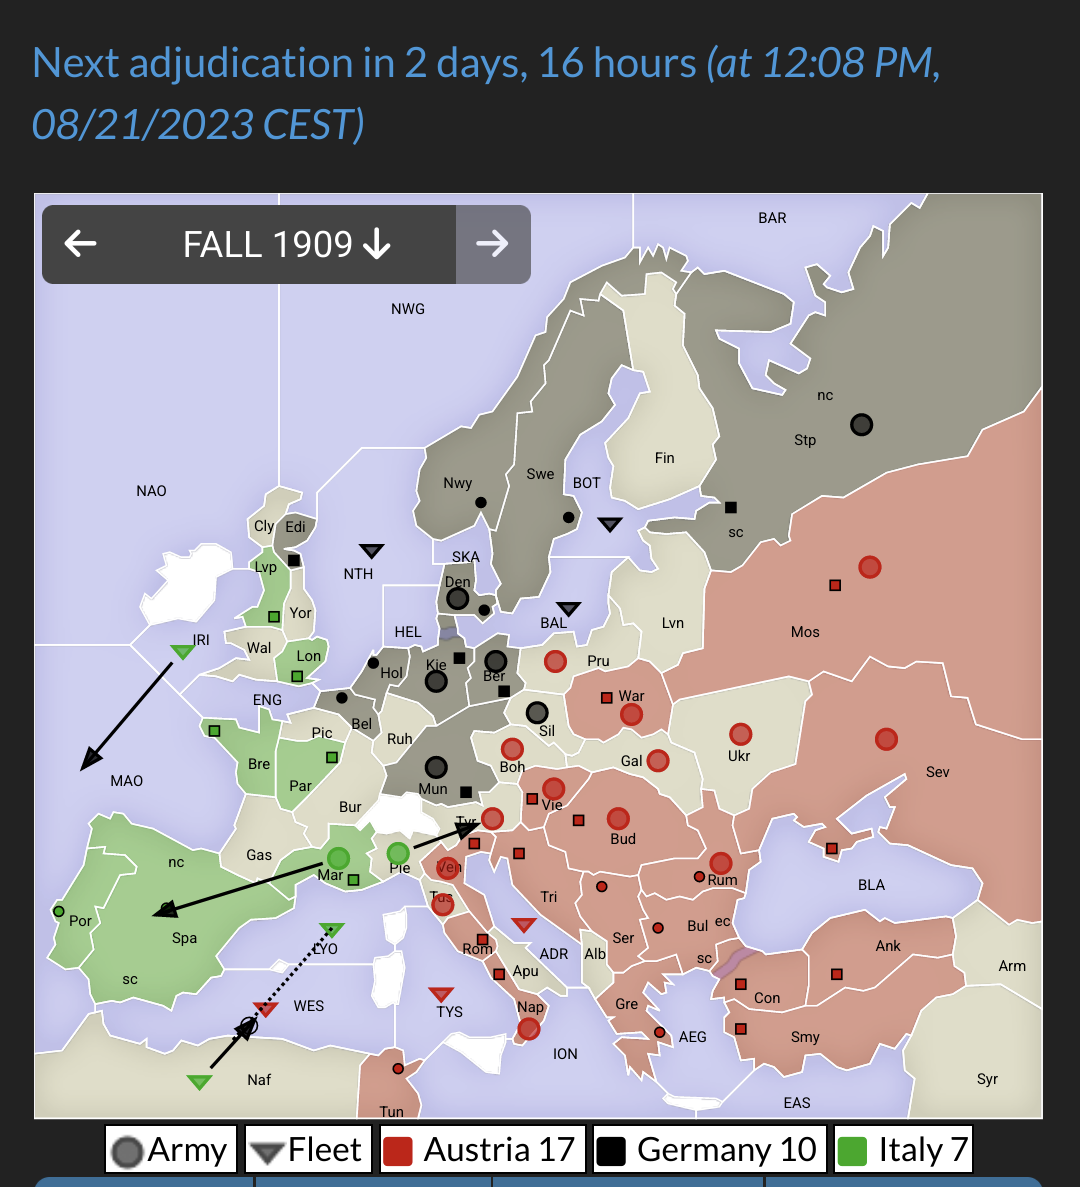 Next adjudication in 2 days, 16 hours (at 12:08 PM,
08/21/2023 CEST)
FALL 1909
BAR
NWG
nc
Stp
Fin
Swe
Nwy
BOT
NAO
Cly Edi
sc
SKA
Lvp
NTH
Den
Yor
BAL
Lvn
HEL
Mos
IRI
Wal
Lon
Kie
Pru
Hol
Ber
War
ENG
Bel
Pic
Sil
Ruh
Bre
Boh
Gal
Ukr
MAO
Par
Mun
Sev
Bur
Vie
Tyr
Bud
Gas
nc
Mar
Pie
Ven
Rum
BLA
Tus
Tri
Por
Spa
Bul ec
Ser
LYO
Rom
ADR
Alb
sc
Ank
sc
Apu
Arm
Con
WES
TYS
Nap
Gre
Smy
AEG
ION
Naf
Syr
EAS
Tun
Army Fleet Austria 17 Germany 10 Italy 7